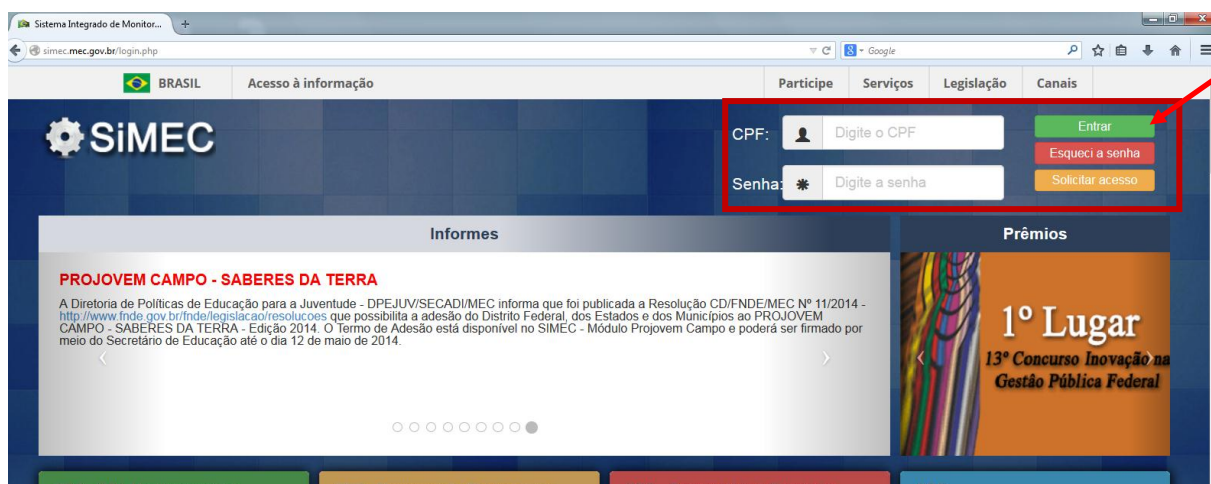 Sistema Integrado de Monitor...
simec.mec.gov.br/login.php
Google
BRASIL
Acesso à informação
Participe
Serviços
Legislação
Canais
SiMEC
CPF:
Digite o CPF
Entrar
Esqueci a senha
Senha:
Digite a senha
Solicitar acesso
Informes
PROJOVEM CAMPO - SABERES DA TERRA
A Diretoria de Políticas de Educação para a Juventude - DPEJUV/SECADI/MEC informa que foi publicada a Resolução CD/FNDE/MEC Nº 11/2014 -
http://www.fnde.gov.br/fnde/legislacao/resolucoes que possibilita a adesão do Distrito Federal, dos Estados e dos Municípios ao PROJOVEM
CAMPO - SABERES DA TERRA - Edição 2014. O Termo de Adesão está disponível no SIMEC - Módulo Projovem Campo e poderá ser firmado por
meio do Secretário de Educação até o dia 12 de maio de 2014.
Prêmios
1º Lugar
13º Concurso Inovação na
Gestão Pública Federal